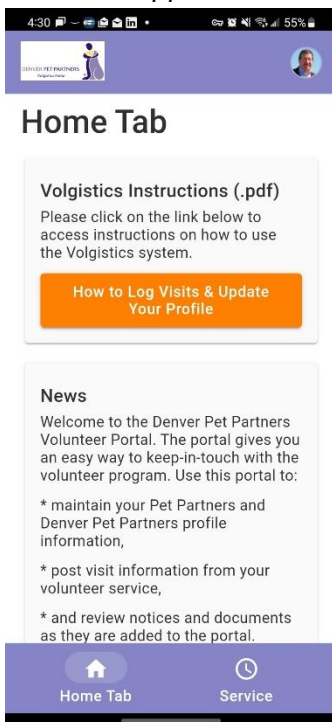 4:30
55%
DENVER PET PARTNERS
Volgistics Portal
Home Tab
Volgistics Instructions (.pdf)
Please click on the link below to
access instructions on how to use
the Volgistics system.
How to Log Visits & Update
Your Profile
News
Welcome to the Denver Pet Partners
Volunteer Portal. The portal gives you
an easy way to keep-in-touch with the
volunteer program. Use this portal to:
* maintain your Pet Partners and
Denver Pet Partners profile
information,
* post visit information from your
volunteer service,
* and review notices and documents
as they are added to the portal.
Home Tab
Service